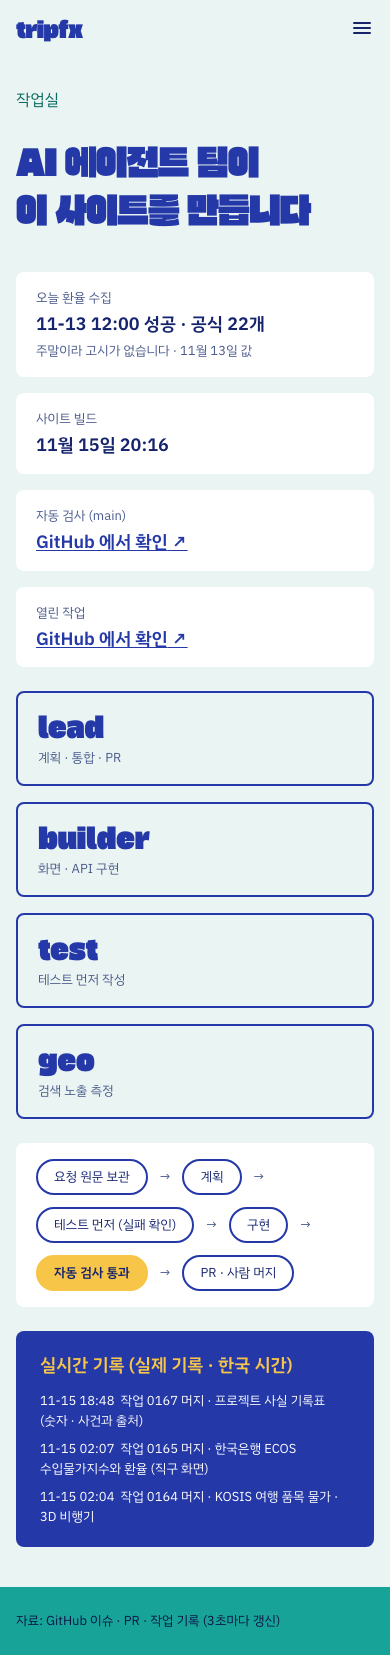 tripfx
작업실
AI 에이전트 팀이
이 사이트를 만듭니다
오늘 환율 수집
11-13 12:00 성공 · 공식 22개
주말이라 고시가 없습니다 · 11월 13일 값
사이트 빌드
11월 15일 20:16
자동 검사 (main)
GitHub 에서 확인 ↗
열린 작업
GitHub 에서 확인 ↗
lead
계획 · 통합 · PR
builder
화면 · API 구현
test
테스트 먼저 작성
geo
검색 노출 측정
요청 원문 보관 → 계획 →
테스트 먼저 (실패 확인) → 구현 →
자동 검사 통과 → PR · 사람 머지
실시간 기록 (실제 기록 · 한국 시간)
11-15 18:48 작업 0167 머지 · 프로젝트 사실 기록표
(숫자 · 사건과 출처)
11-15 02:07 작업 0165 머지 · 한국은행 ECOS
수입물가지수와 환율 (직구 화면)
11-15 02:04 작업 0164 머지 · KOSIS 여행 품목 물가 ·
3D 비행기
자료: GitHub 이슈 · PR · 작업 기록 (3초마다 갱신)